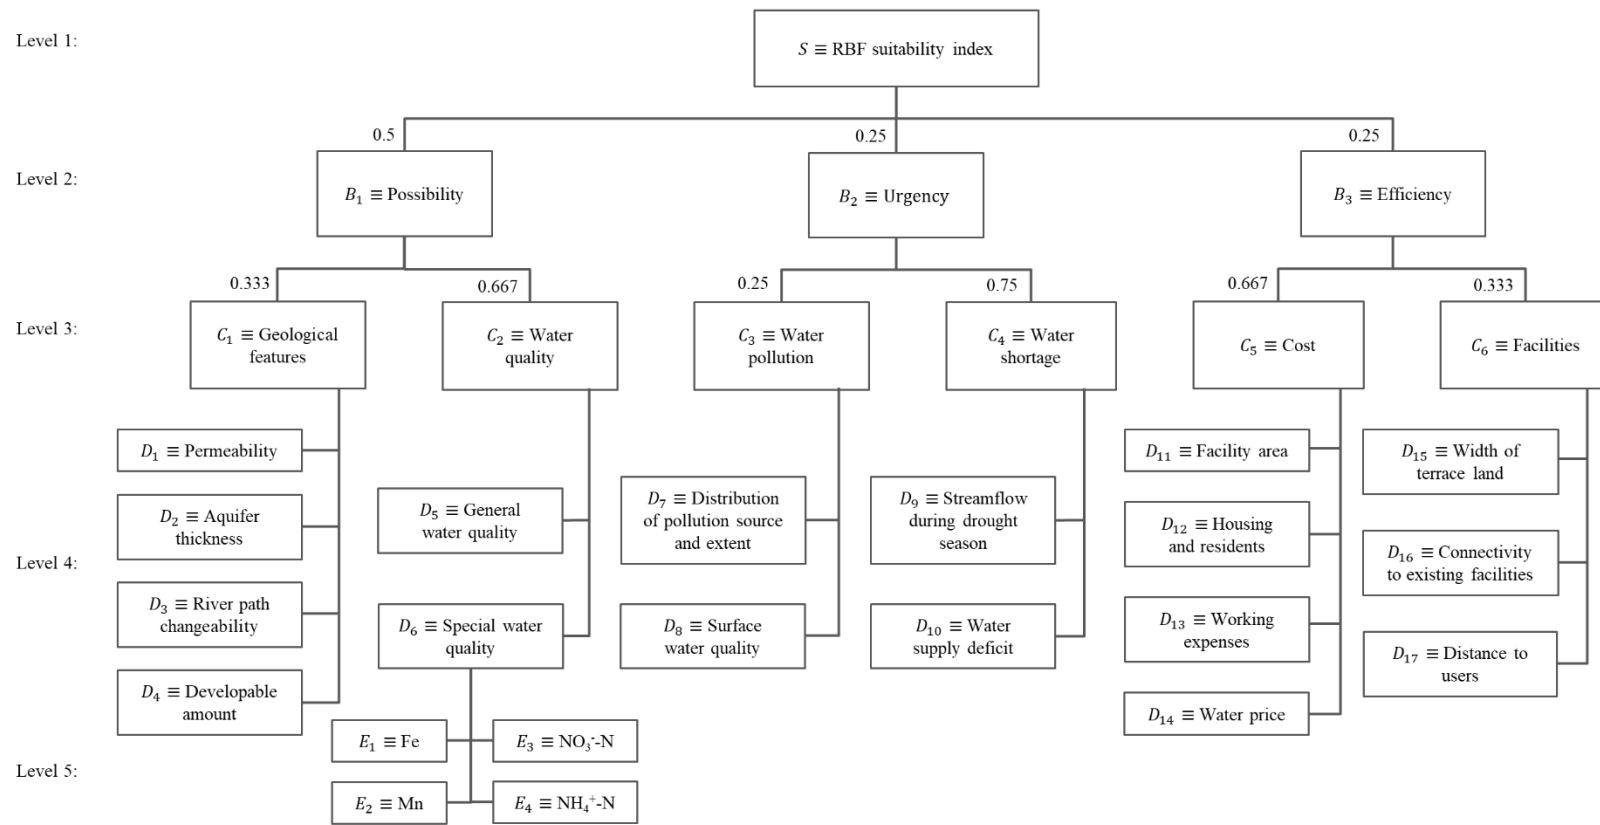 Level 1:
S ≡ RBF suitability index
0.5
0.25
0.25
Level 2:
B₁ ≡ Possibility
B₂ ≡ Urgency
B₃ ≡ Efficiency
0.333
0.667
0.25
0.75
0.667
0.333
Level 3:
C₁ ≡ Geological
features
C₂ ≡ Water
quality
C₃ ≡ Water
pollution
C₄ ≡ Water
shortage
C₅ ≡ Cost
C₆ ≡ Facilities
Level 4:
D₁ ≡ Permeability
D₂ ≡ Aquifer
thickness
D₃ ≡ River path
changeability
D₄ ≡ Developable
amount
D₅ ≡ General
water quality
D₆ ≡ Special water
quality
D₇ ≡ Distribution
of pollution source
and extent
D₈ ≡ Surface
water quality
D₉ ≡ Streamflow
during drought
season
D₁₀ ≡ Water
supply deficit
D₁₁ ≡ Facility area
D₁₂ ≡ Housing
and residents
D₁₃ ≡ Working
expenses
D₁₄ ≡ Water price
D₁₅ ≡ Width of
terrace land
D₁₆ ≡ Connectivity
to existing facilities
D₁₇ ≡ Distance to
users
Level 5:
E₁ ≡ Fe
E₃ ≡ NO₃⁻-N
E₂ ≡ Mn
E₄ ≡ NH₄⁺-N